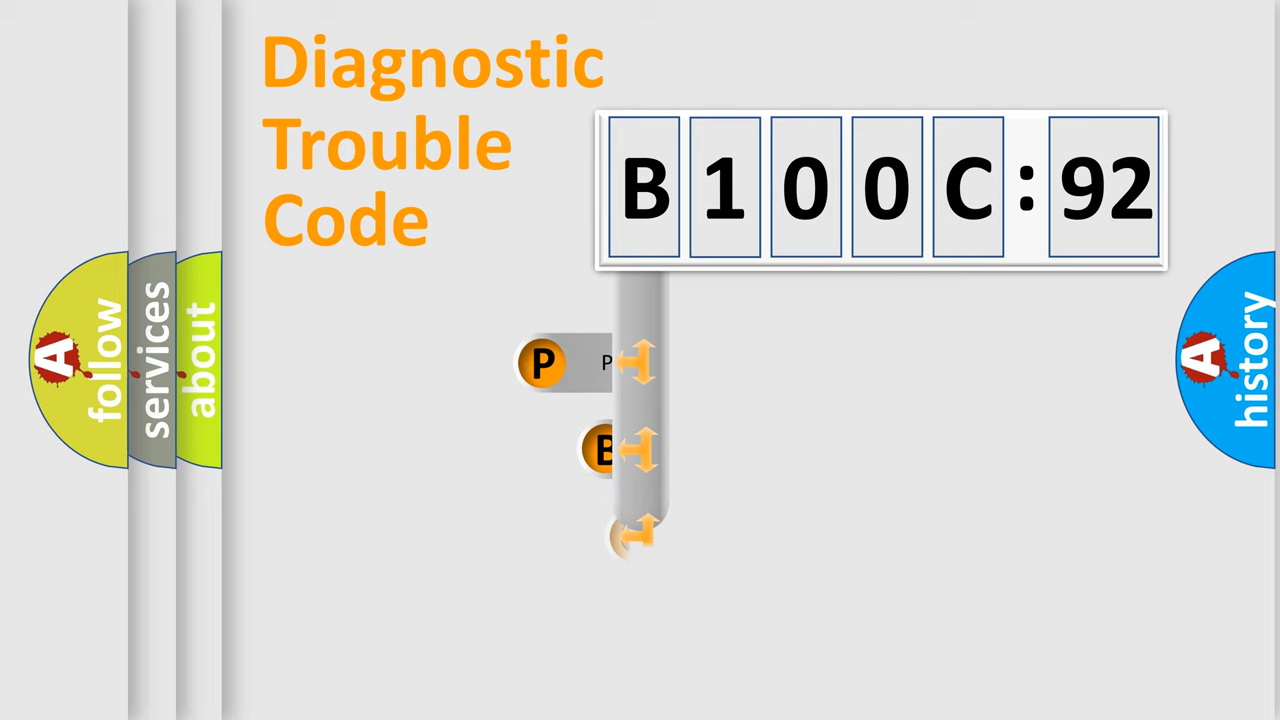 Diagnostic
Trouble
Code
B100C:92
P
P
B
A
follow
services
about
A
history